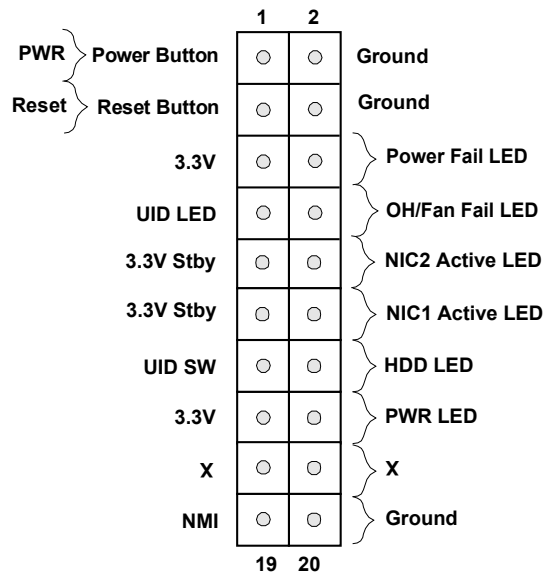 1 2
PWR Power Button Ground
Reset Reset Button Ground
3.3V Power Fail LED
UID LED OH/Fan Fail LED
3.3V Stby NIC2 Active LED
3.3V Stby NIC1 Active LED
UID SW HDD LED
3.3V PWR LED
X X
NMI Ground
19 20